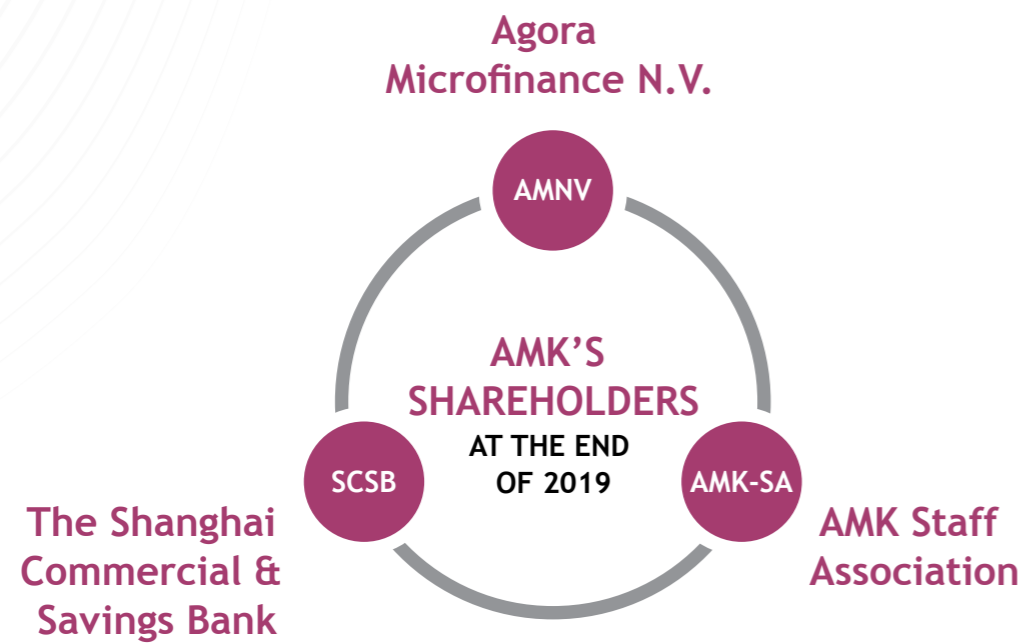 Agora
Microfinance N.V.
AMNV
AMK’S
SHAREHOLDERS
AT THE END
OF 2019
SCSB
AMK-SA
The Shanghai
Commercial &
Savings Bank
AMK Staff
Association